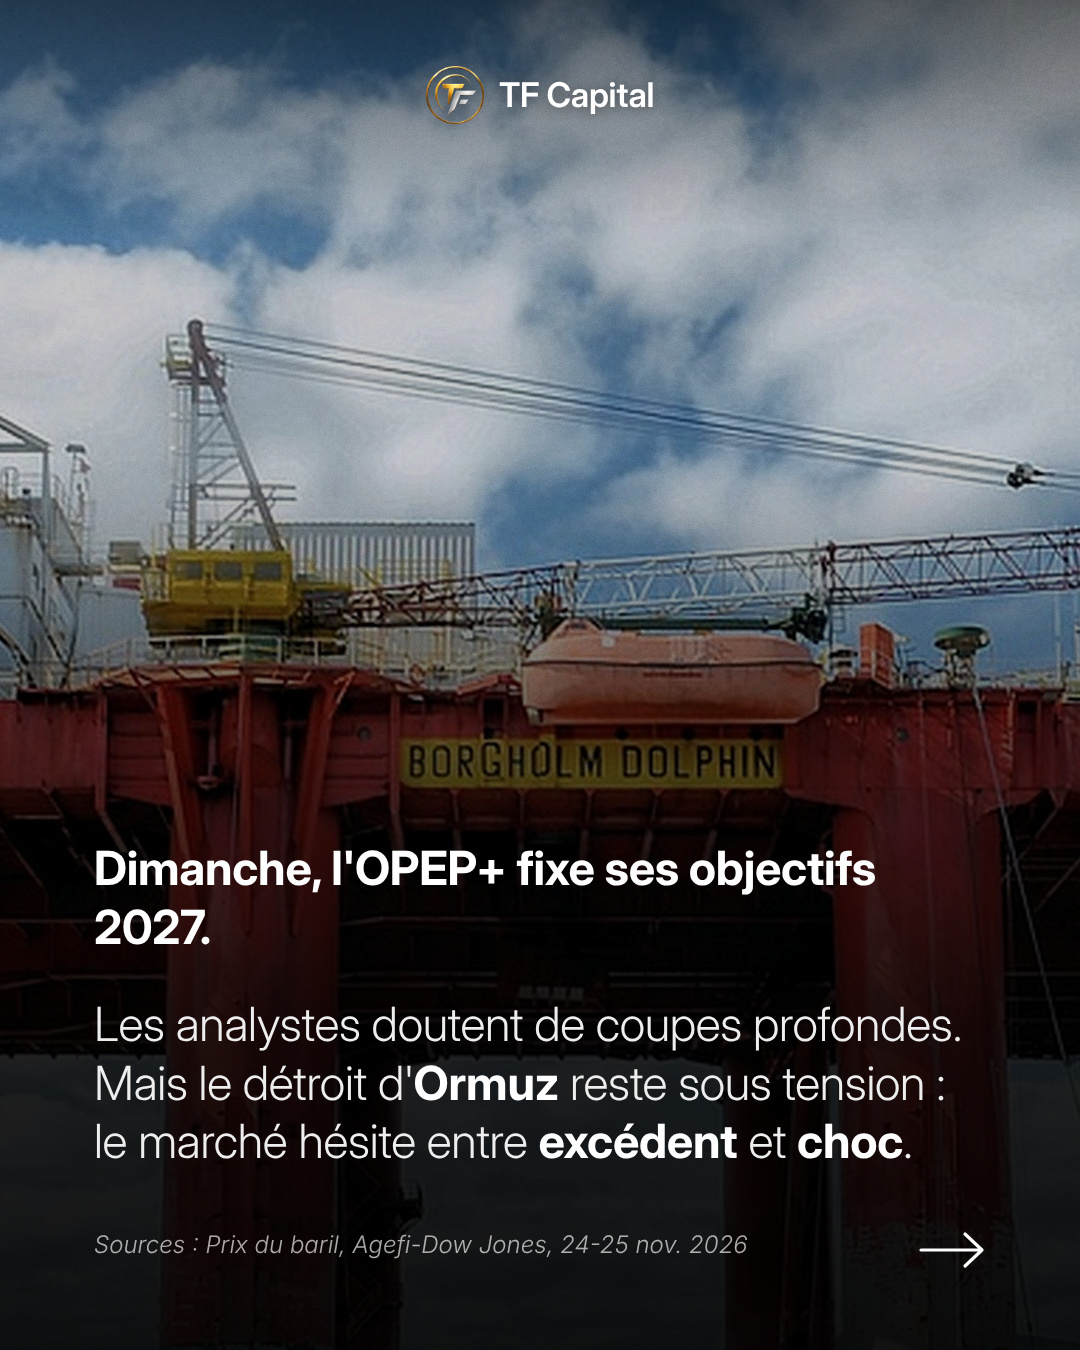 TF Capital
BORGHOLM DOLPHIN
Dimanche, l'OPEP+ fixe ses objectifs
2027.
Les analystes doutent de coupes profondes.
Mais le détroit d'Ormuz reste sous tension :
le marché hésite entre excédent et choc.
Sources : Prix du baril, Agefi-Dow Jones, 24-25 nov. 2026